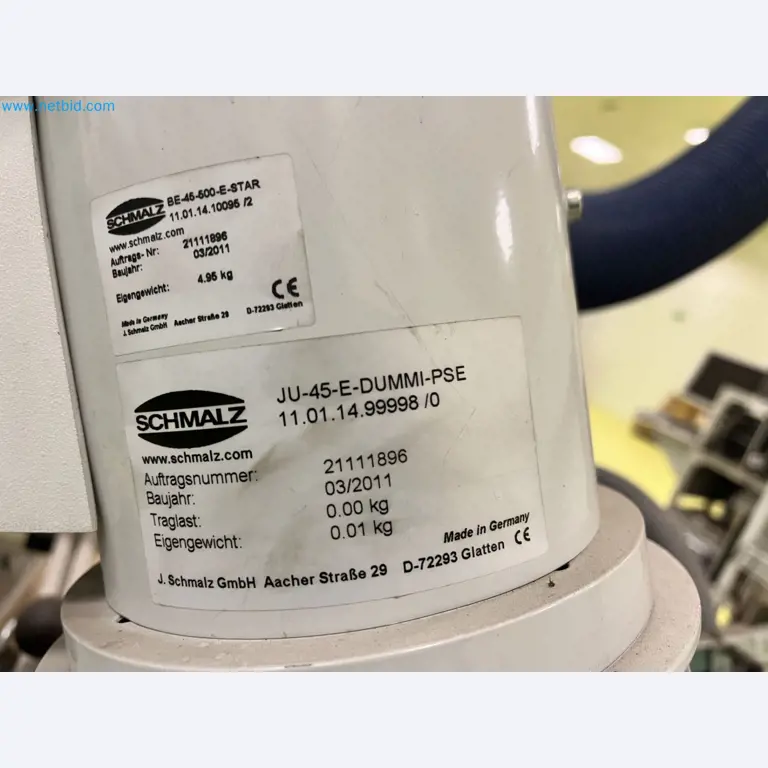 www.netbid.com
SCHMALZ
BE-45-500-E-STAR
11.01.14.10095 /2
www.schmalz.com
Auftrags- Nr: 21111896
Baujahr: 03/2011
Eigengewicht: 4.95 kg
CE
Made in Germany
J. Schmalz GmbH Aacher Straße 29 D-72293 Glatten
SCHMALZ
JU-45-E-DUMMI-PSE
11.01.14.99998 /0
www.schmalz.com
Auftragsnummer: 21111896
Baujahr: 03/2011
Traglast: 0.00 kg
Eigengewicht: 0.01 kg
Made in Germany
J. Schmalz GmbH Aacher Straße 29 D-72293 Glatten CE